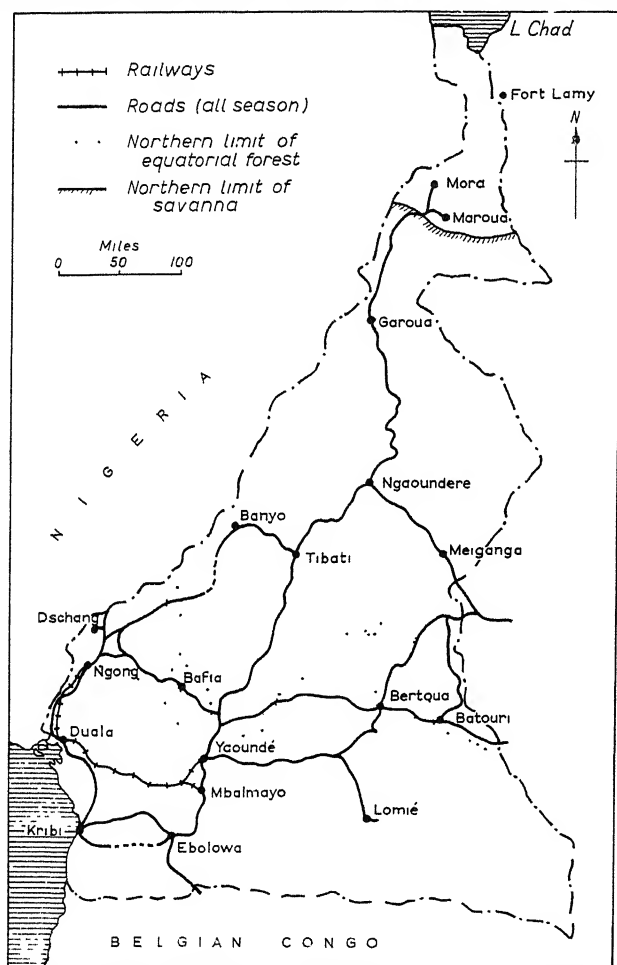 L Chad
Railways
Roads (all season)
Northern limit of
equatorial forest
Northern limit of
savanna
Miles
0 50 100
Fort Lamy
N
Mora
Maroua
Garoua
NIGERIA
Ngaoundere
Banyo
Tibati
Meiganga
Dschang
Ngong
Bafia
Bertoua
Batouri
Duala
Yaoundé
Mbalmayo
Lomié
Kribi
Ebolowa
BELGIAN CONGO